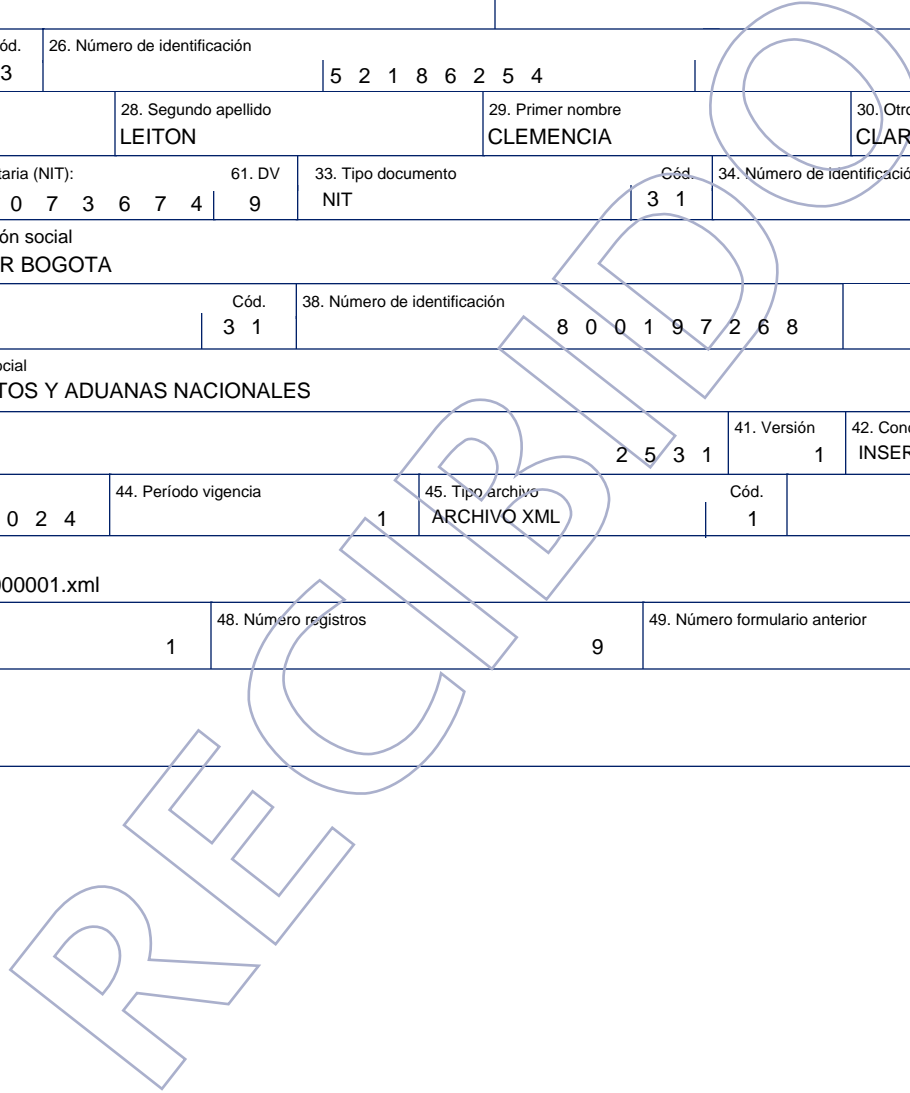 ód. 26. Número de identificación
3 5 2 1 8 6 2 5 4
28. Segundo apellido 29. Primer nombre 30. Otro
LEITON CLEMENCIA CLAR
taria (NIT): 61. DV 33. Tipo documento Cód. 34. Número de identificació
0 7 3 6 7 4 9 NIT 3 1
ón social
R BOGOTA
Cód. 38. Número de identificación
3 1 8 0 0 1 9 7 2 6 8
ocial
TOS Y ADUANAS NACIONALES
41. Versión 42. Conc
2 5 3 1 1 INSER
44. Período vigencia 45. Tipo archivo Cód.
0 2 4 1 ARCHIVO XML 1
000001.xml
48. Número registros 49. Número formulario anterior
1 9
RECIBIDO